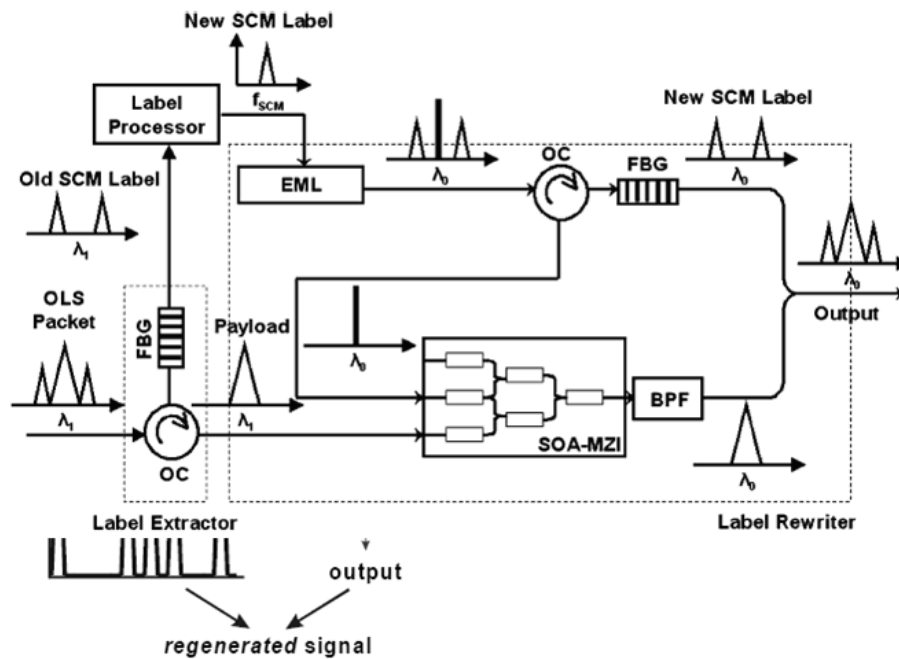 New SCM Label
f_SCM
Label
Processor
New SCM Label
OC
λ₀
FBG
λ₀
EML
Old SCM Label
λ₁
λ₀
Output
OLS
Packet
FBG
Payload
λ₀
λ₁
λ₁
BPF
SOA-MZI
OC
λ₀
Label Extractor
Label Rewriter
output
regenerated signal